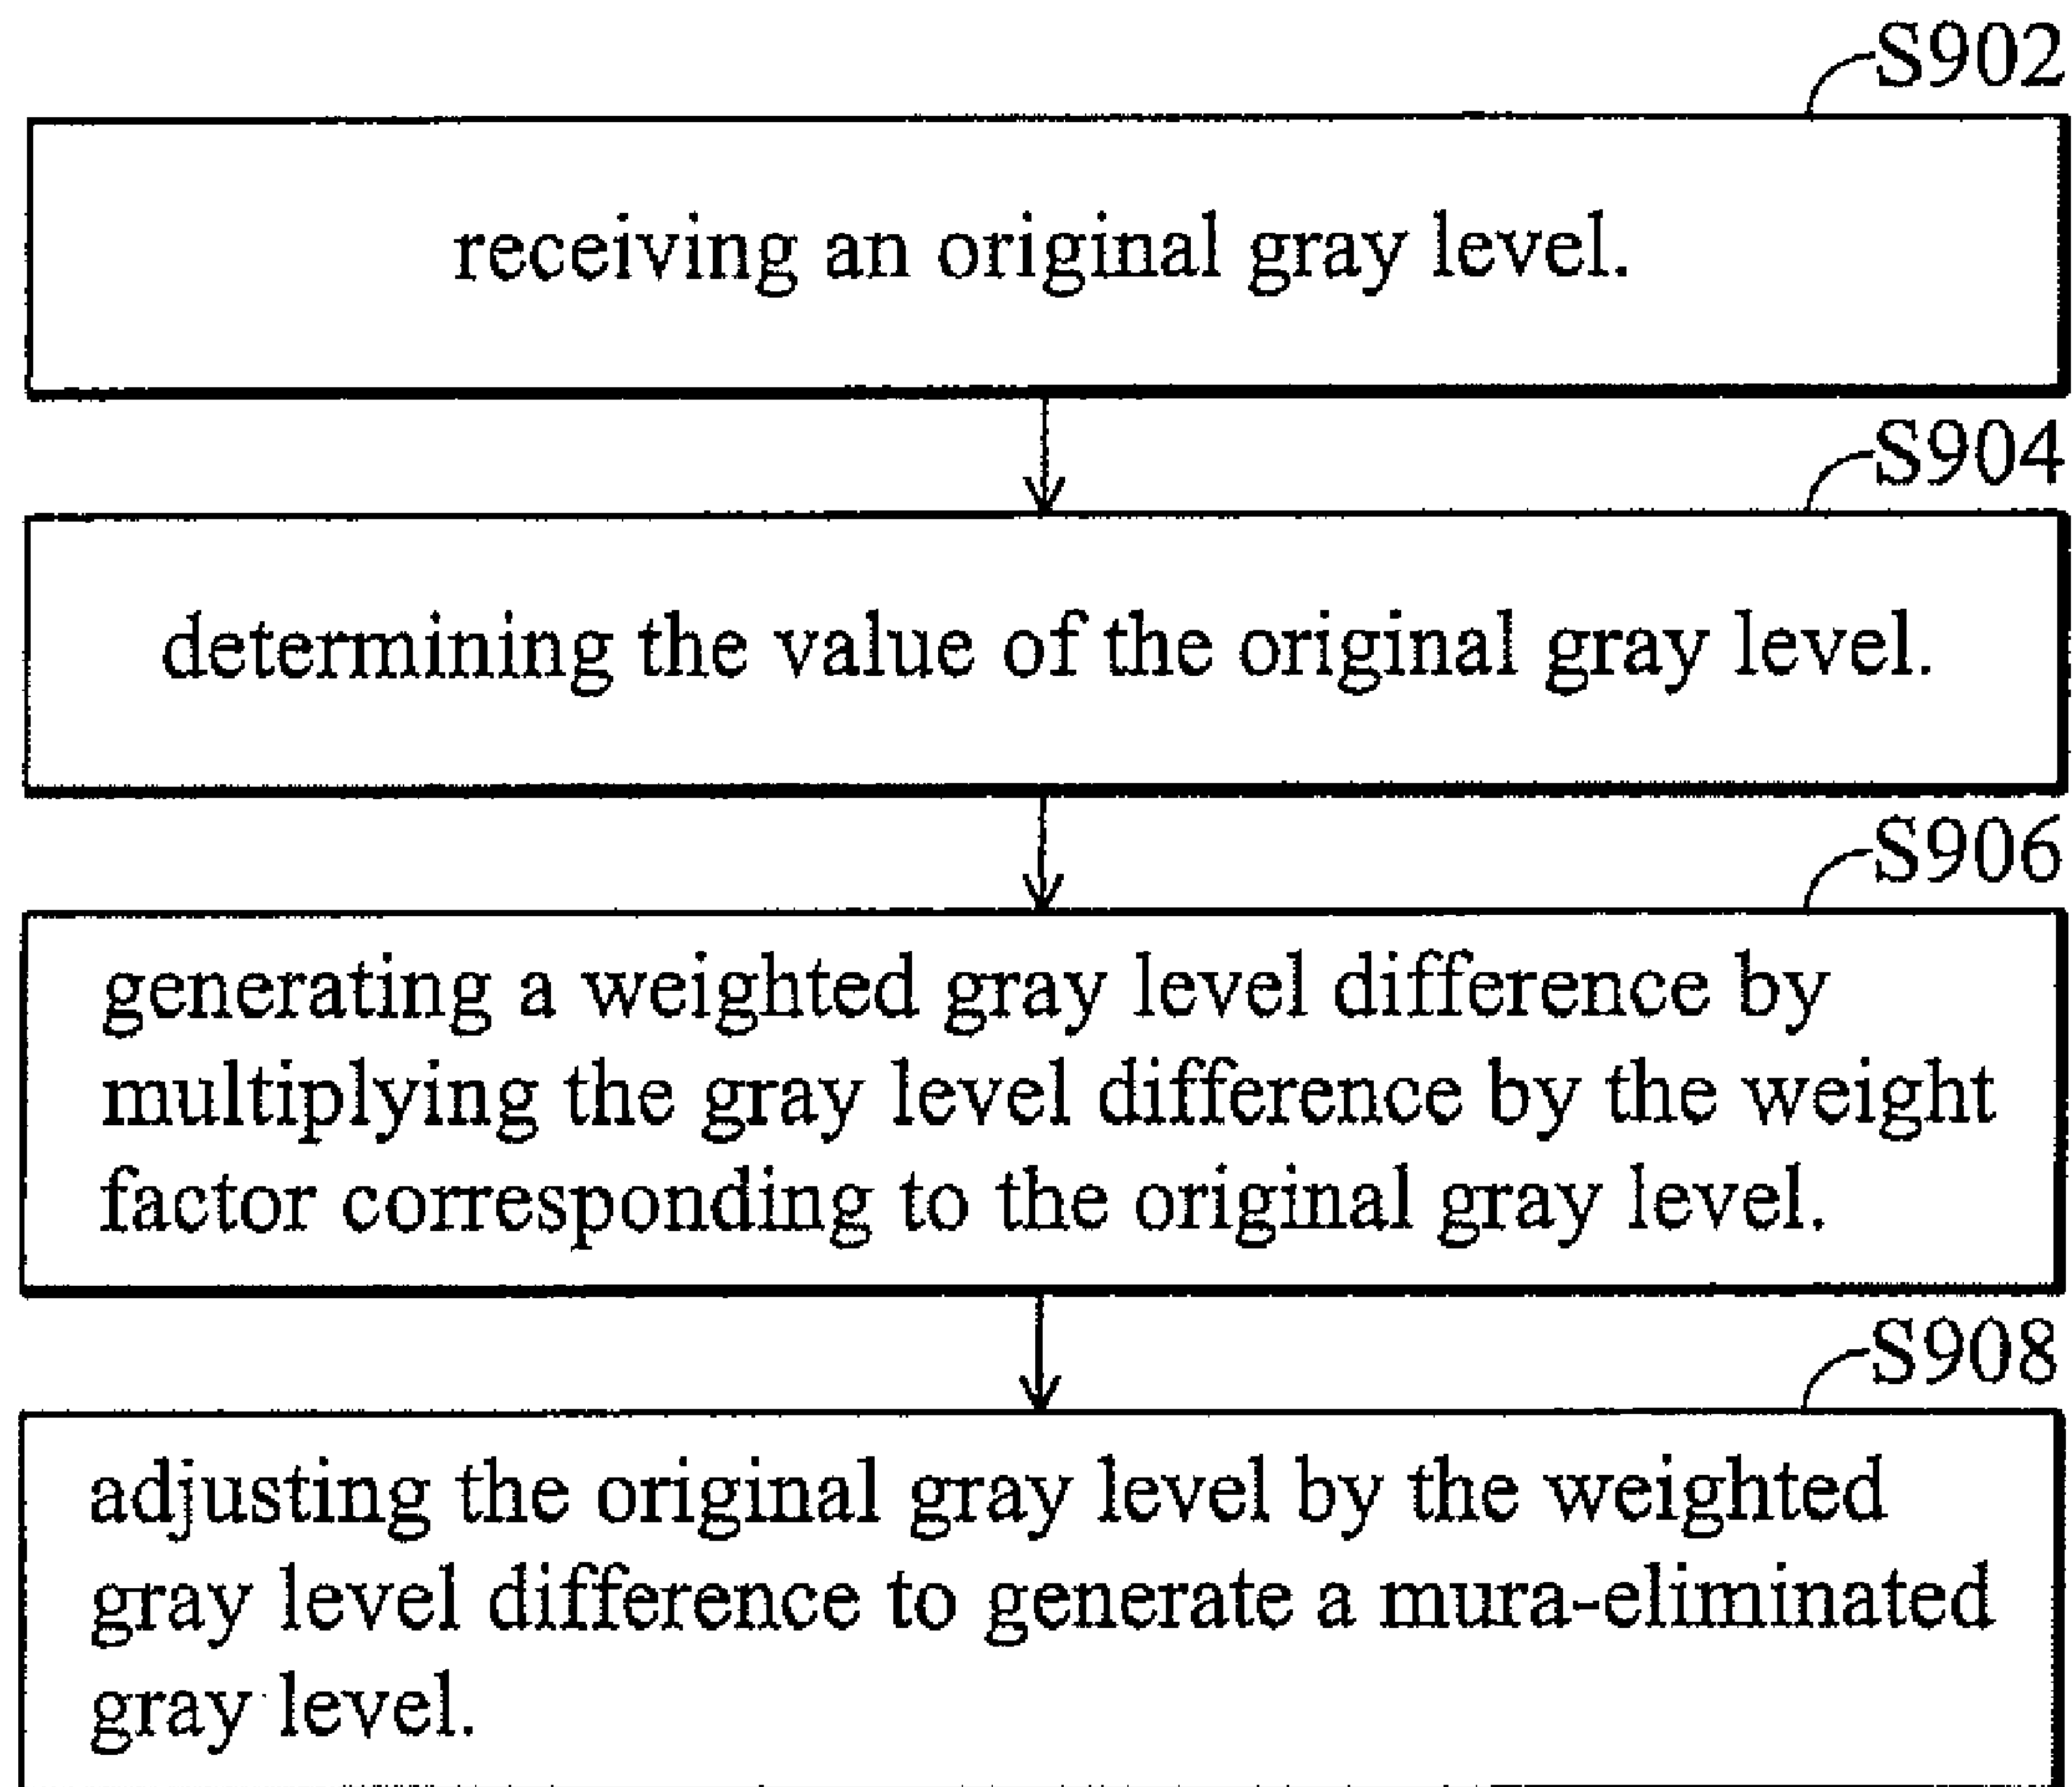 S902
receiving an original gray level.
S904
determining the value of the original gray level.
S906
generating a weighted gray level difference by
multiplying the gray level difference by the weight
factor corresponding to the original gray level.
S908
adjusting the original gray level by the weighted
gray level difference to generate a mura-eliminated
gray level.